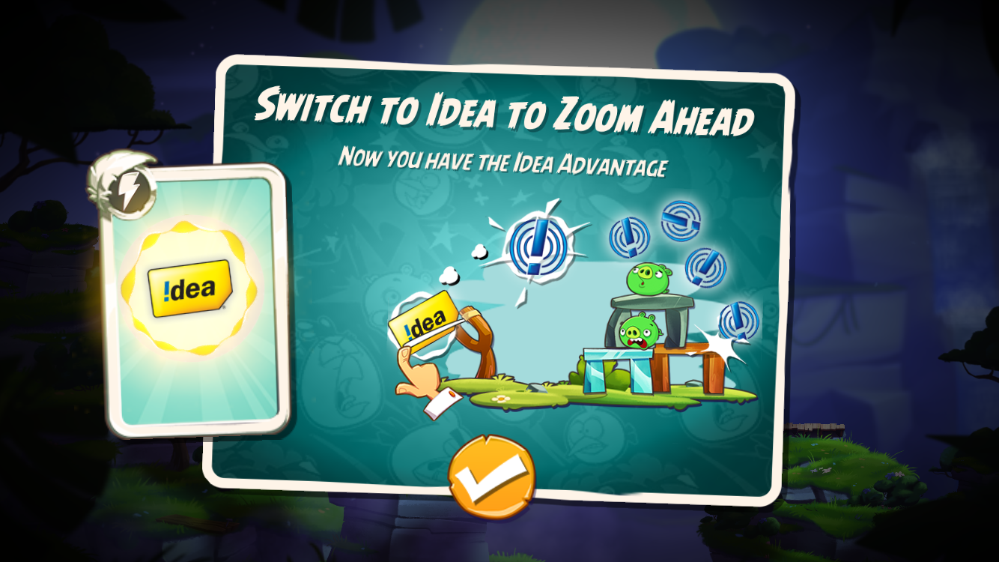 Switch to Idea to Zoom Ahead
Now you have the Idea Advantage
!dea
!dea